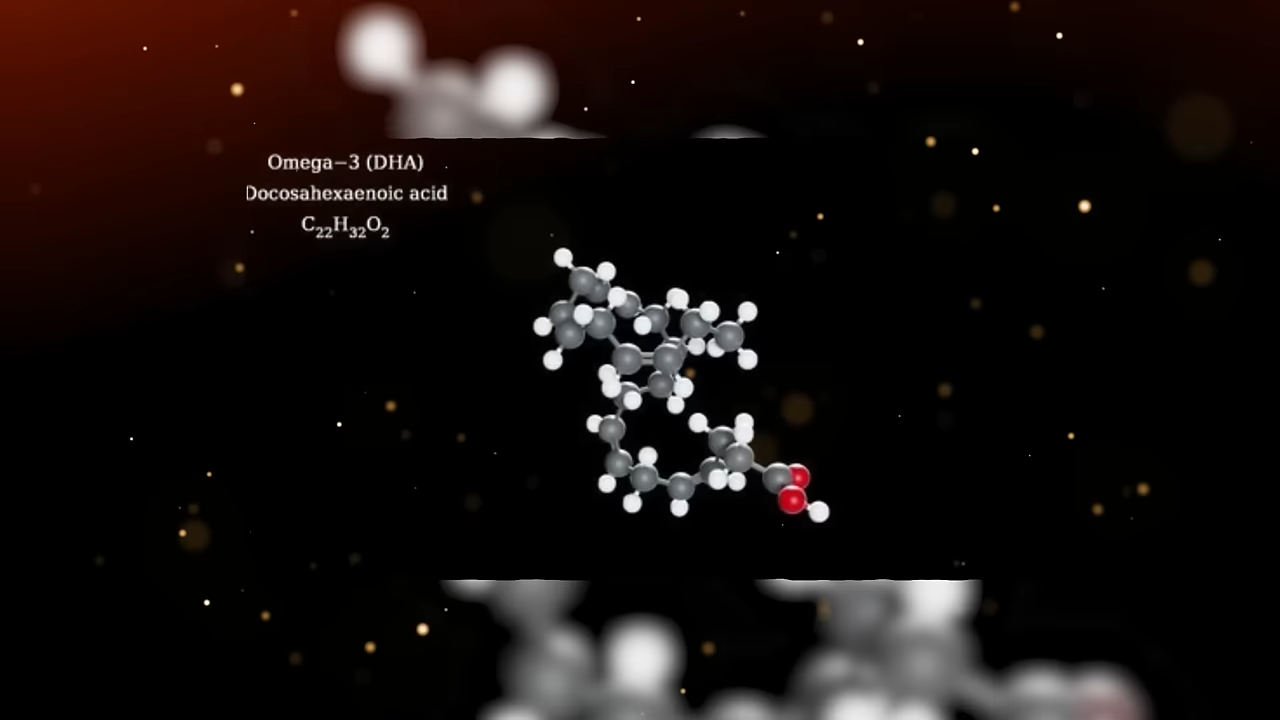 Omega−3 (DHA)
Docosahexaenoic acid
C₂₂H₃₂O₂